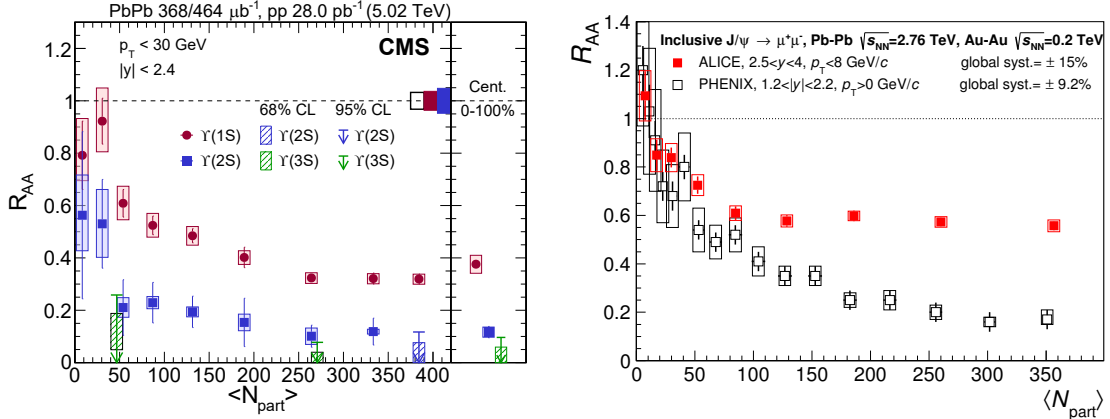 PbPb 368/464 μb⁻¹, pp 28.0 pb⁻¹ (5.02 TeV)
p_T < 30 GeV
|y| < 2.4
CMS
Cent.
0-100%
68% CL 95% CL
ϒ(1S) ϒ(2S) ϒ(2S)
ϒ(2S) ϒ(3S) ϒ(3S)
R_AA
1.2
1
0.8
0.6
0.4
0.2
0
0 50 100 150 200 250 300 350 400
<N_part>
Inclusive J/ψ → μ⁺μ⁻, Pb-Pb √s_NN=2.76 TeV, Au-Au √s_NN=0.2 TeV
ALICE, 2.5<y<4, p_T<8 GeV/c global syst.= ± 15%
PHENIX, 1.2<|y|<2.2, p_T>0 GeV/c global syst.= ± 9.2%
R_AA
1.4
1.2
1
0.8
0.6
0.4
0.2
0
0 50 100 150 200 250 300 350 400
⟨N_part⟩